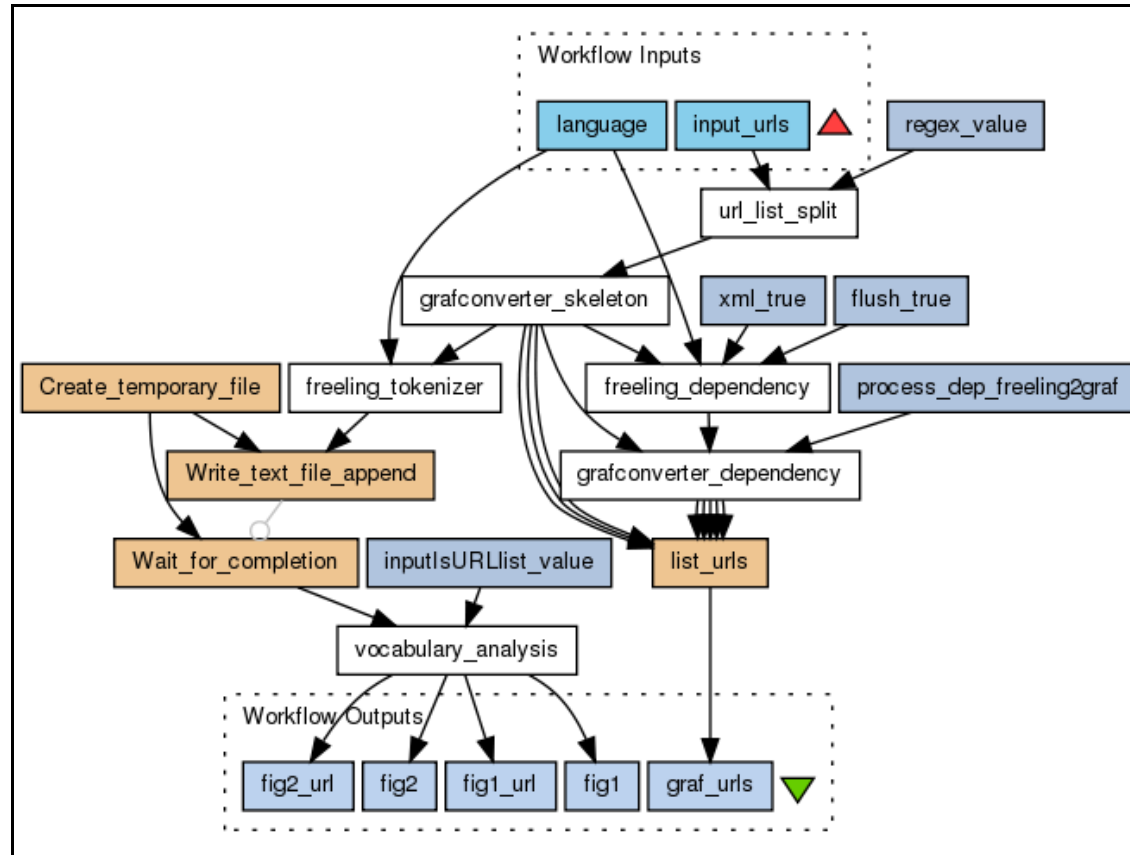 Workflow Inputs
language
input_urls
regex_value
url_list_split
grafconverter_skeleton
xml_true
flush_true
Create_temporary_file
freeling_tokenizer
freeling_dependency
process_dep_freeling2graf
Write_text_file_append
grafconverter_dependency
Wait_for_completion
inputIsURLlist_value
list_urls
vocabulary_analysis
Workflow Outputs
fig2_url
fig2
fig1_url
fig1
graf_urls